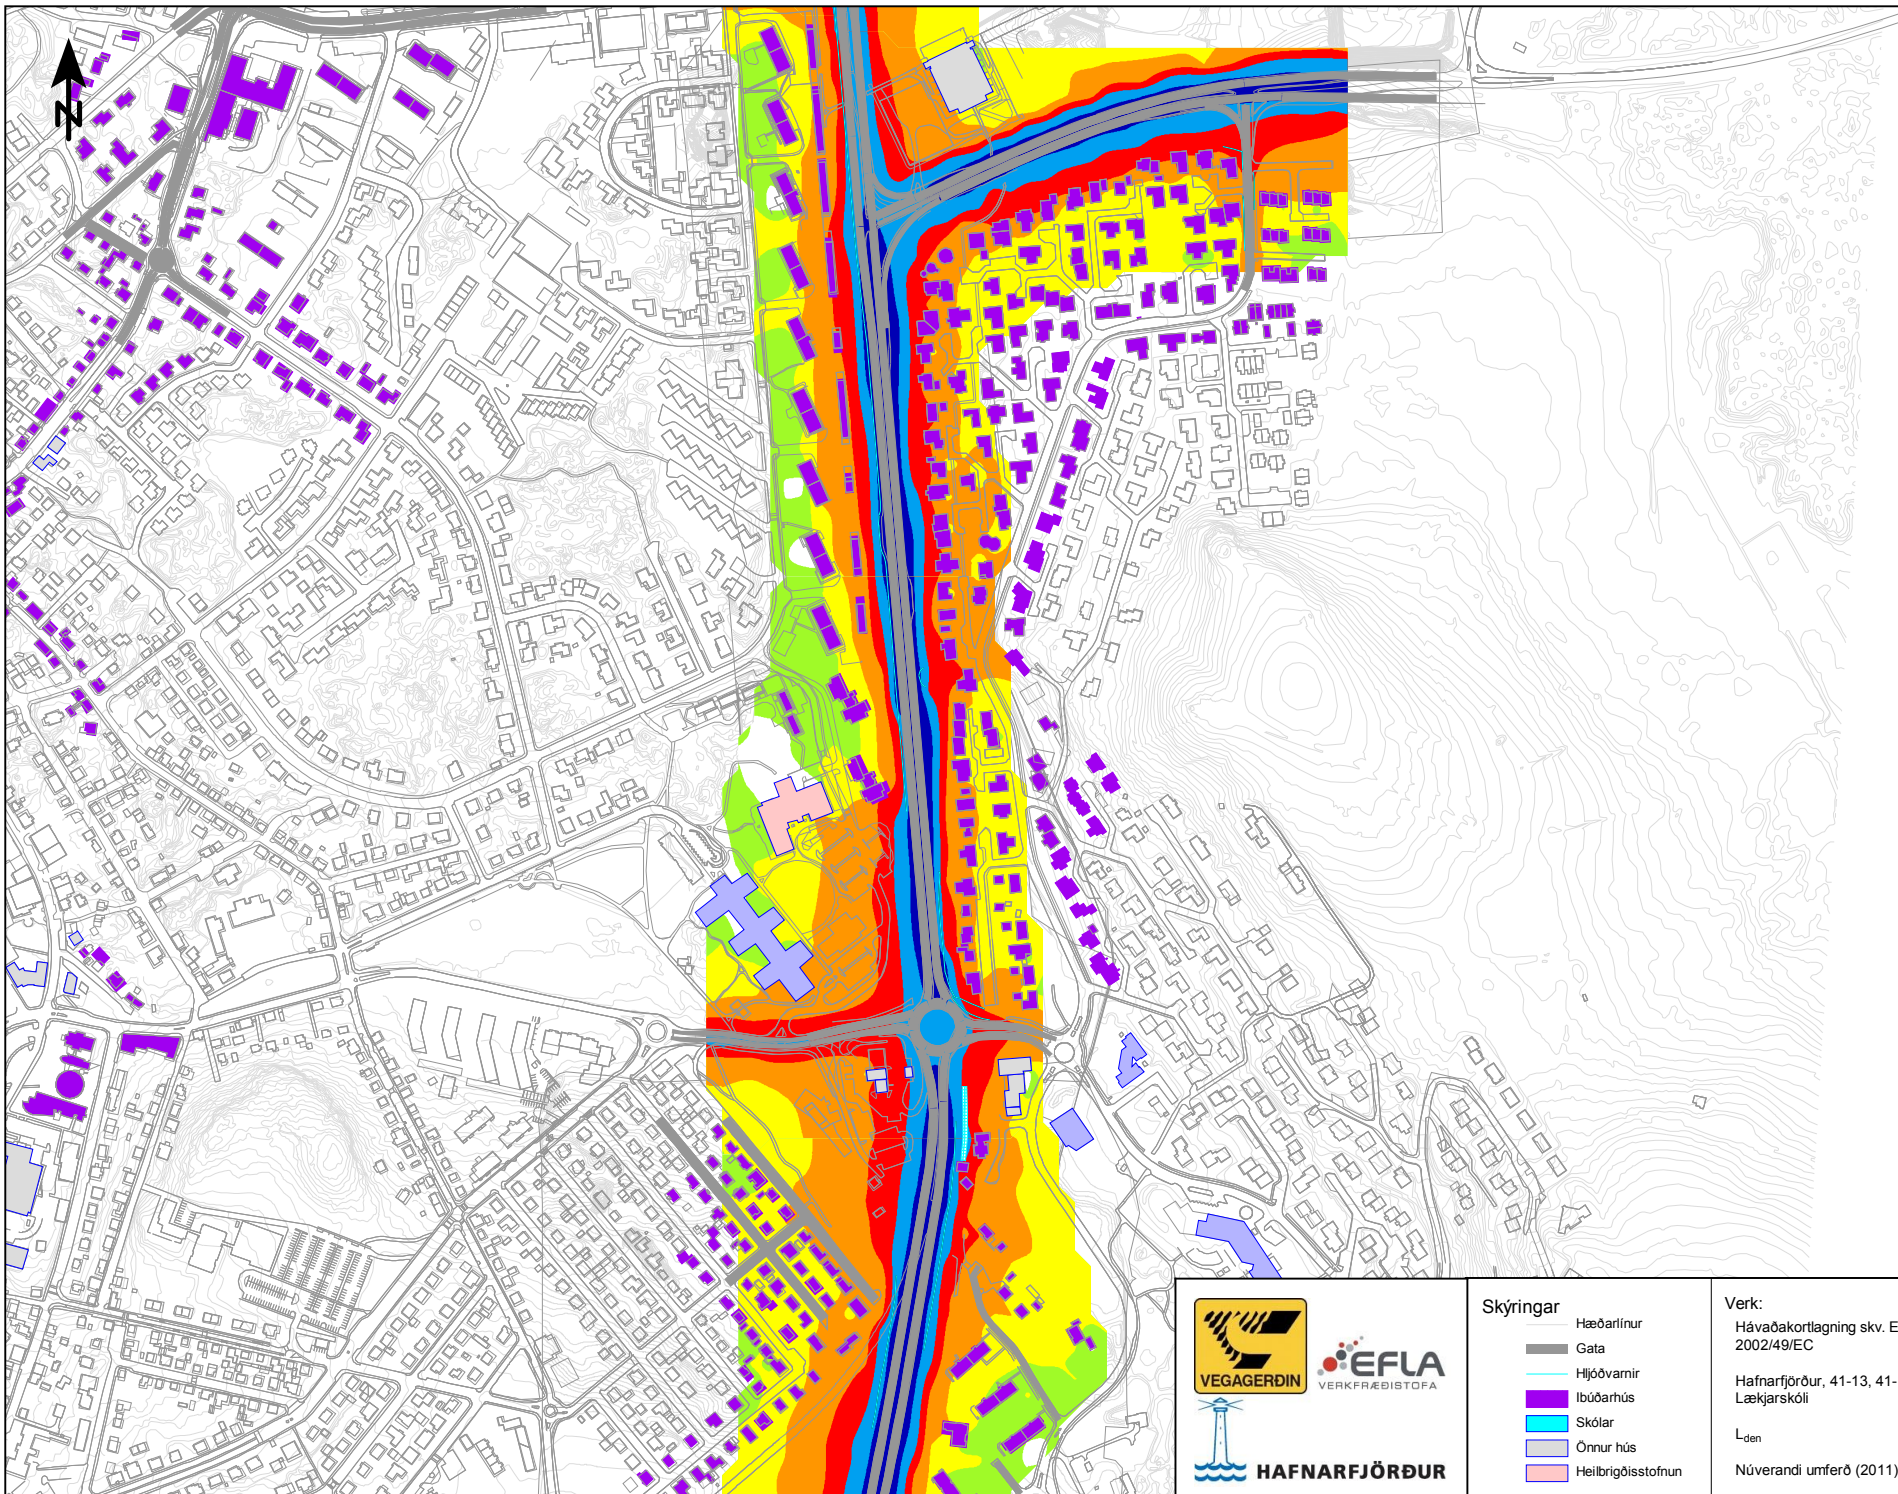 N
VEGAGERÐIN
EFLA
VERKFRÆÐISTOFA
HAFNARFJÖRÐUR
Skýringar
Hæðarlínur
Gata
Hljóðvarnir
Ibúðarhús
Skólar
Önnur hús
Heilbrigðisstofnun
Verk:
Hávaðakortlagning skv. E
2002/49/EC
Hafnarfjörður, 41-13, 41-
Lækjarskóli
Lden
Núverandi umferð (2011)